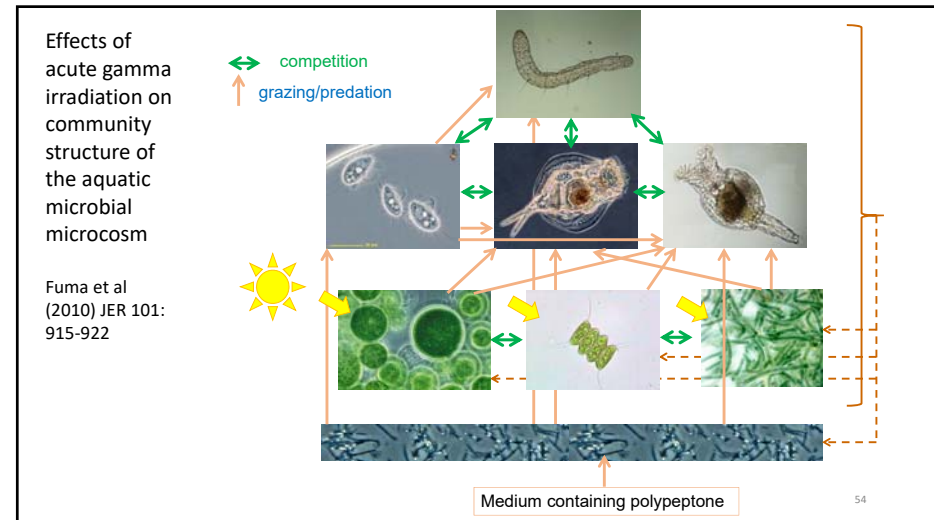 Effects of
acute gamma
irradiation on
community
structure of
the aquatic
microbial
microcosm
Fuma et al
(2010) JER 101:
915-922
competition
grazing/predation
Medium containing polypeptone
54